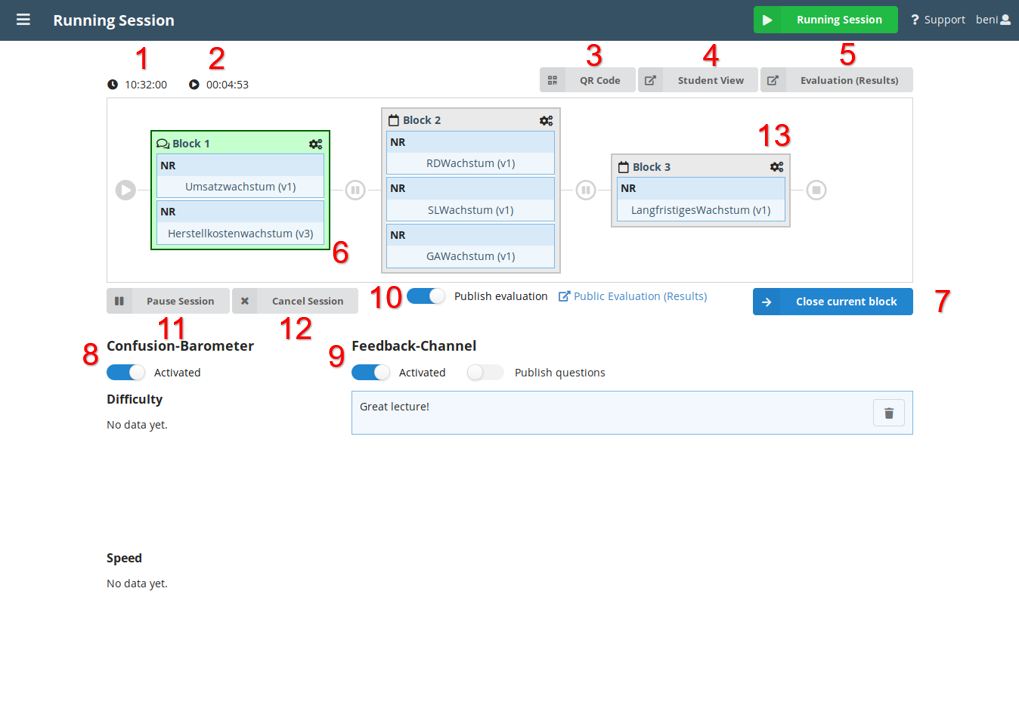 Running Session
Running Session
? Support
beni
1
2
3
4
5
10:32:00
00:04:53
QR Code
Student View
Evaluation (Results)
13
Block 1
NR
Umsatzwachstum (v1)
NR
Herstellkostenwachstum (v3)
6
Block 2
NR
RDWachstum (v1)
NR
SLWachstum (v1)
NR
GAWachstum (v1)
Block 3
NR
LangfristigesWachstum (v1)
Pause Session
Cancel Session
10
Publish evaluation
Public Evaluation (Results)
Close current block
7
11
12
8
Confusion-Barometer
Activated
9
Feedback-Channel
Activated
Publish questions
Difficulty
No data yet.
Great lecture!
Speed
No data yet.